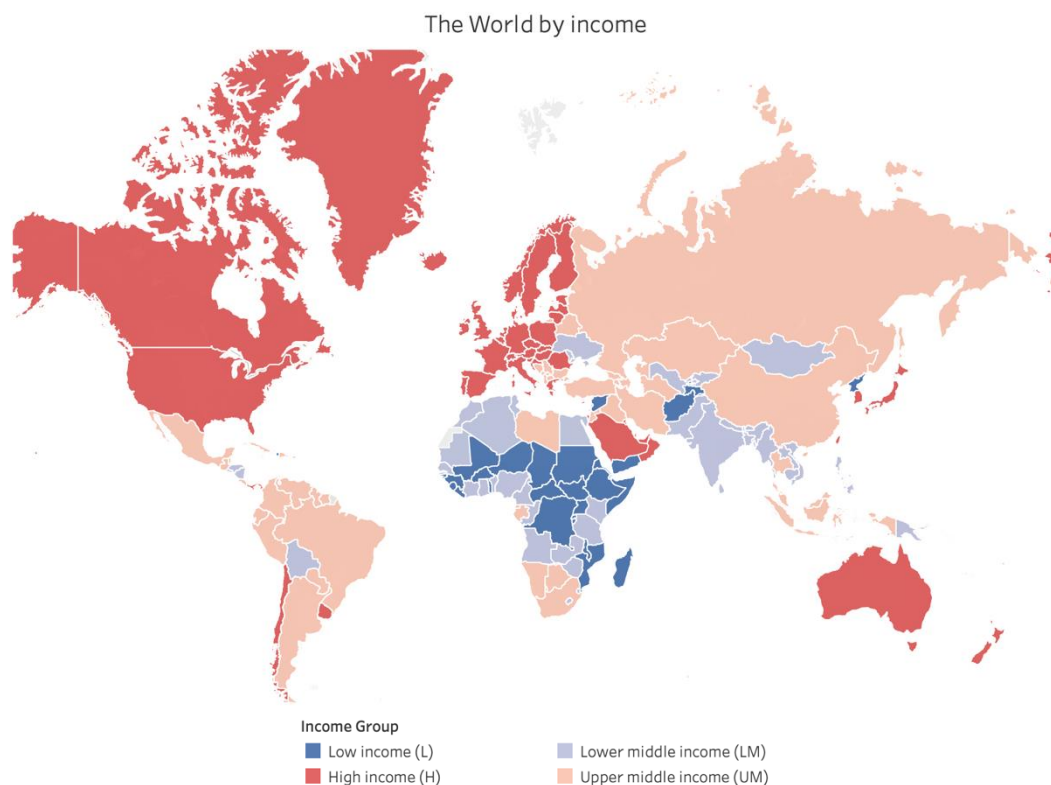 The World by income
Income Group
Low income (L)
Lower middle income (LM)
High income (H)
Upper middle income (UM)